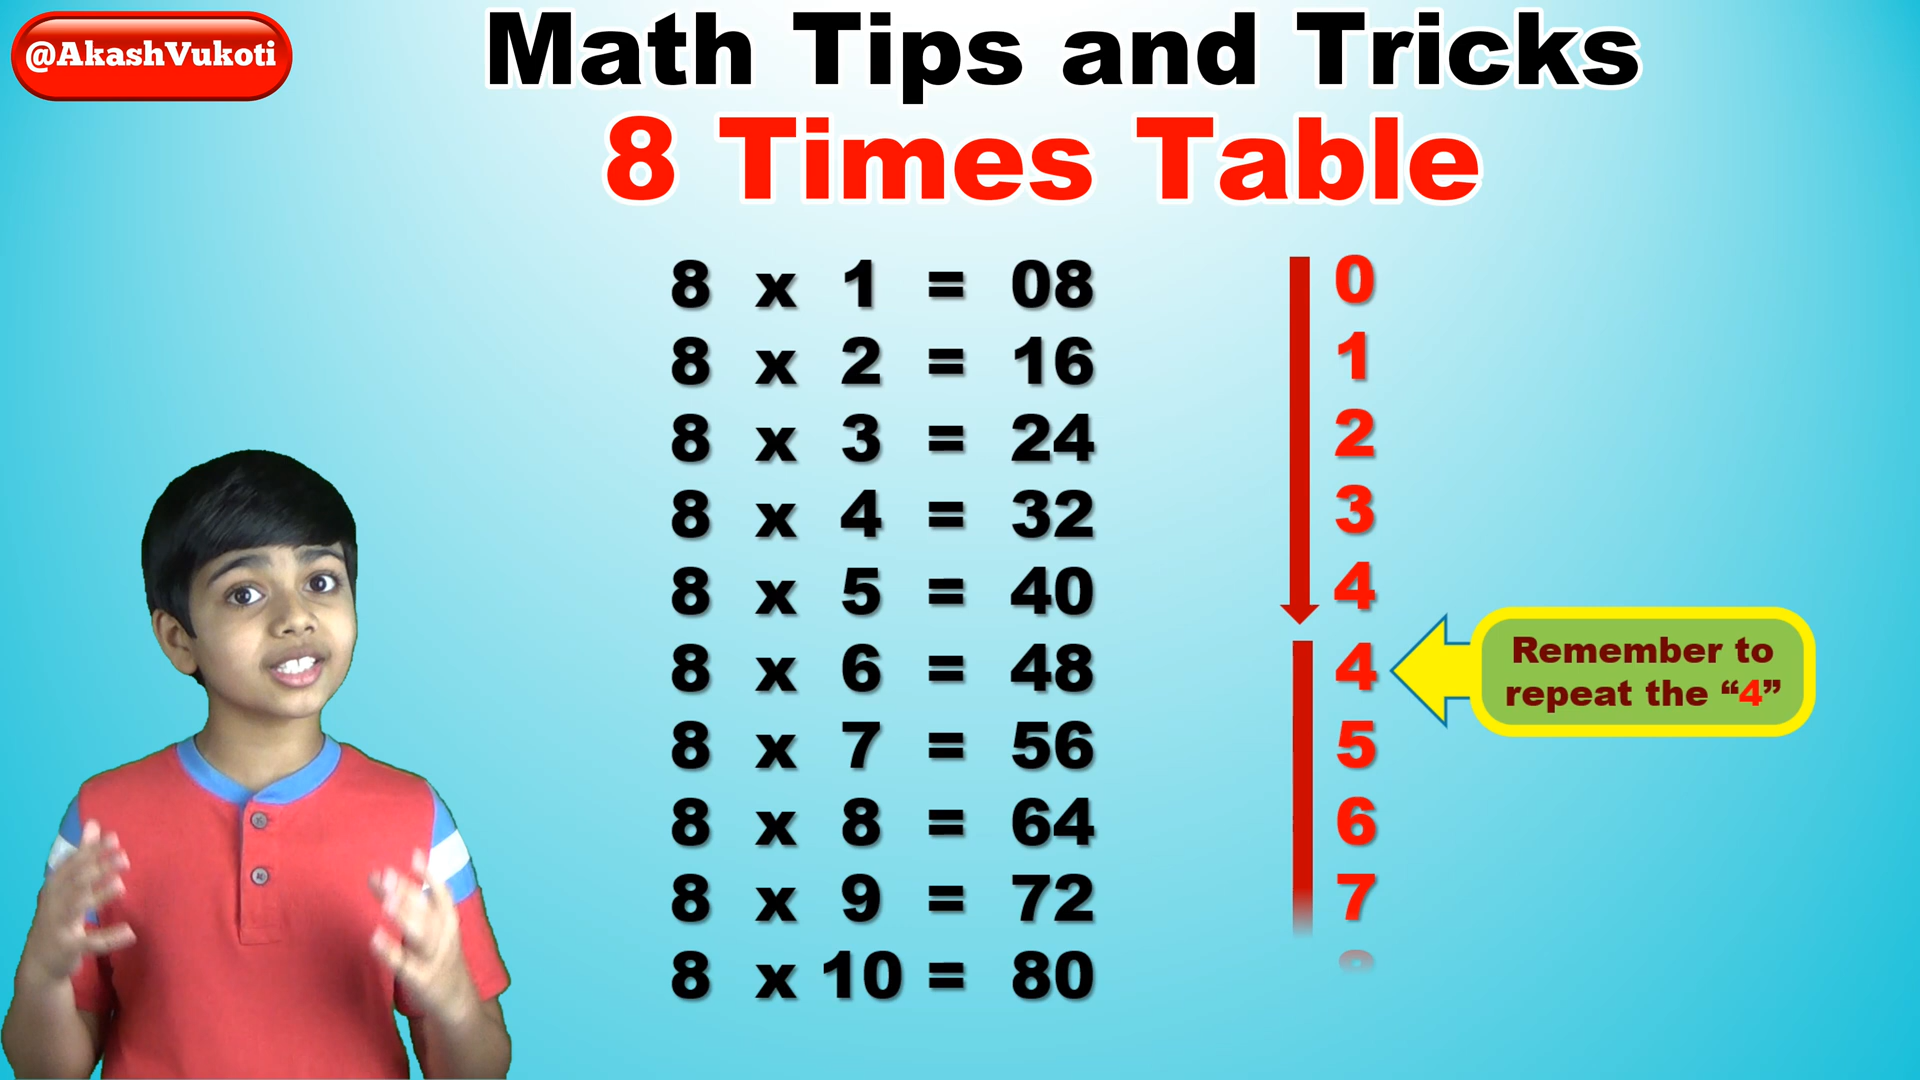 @AkashVukoti
Math Tips and Tricks
8 Times Table
8 x 1 = 08 0
8 x 2 = 16 1
8 x 3 = 24 2
8 x 4 = 32 3
8 x 5 = 40 4
8 x 6 = 48 4
Remember to
repeat the “4”
8 x 7 = 56 5
8 x 8 = 64 6
8 x 9 = 72 7
8 x 10 = 80